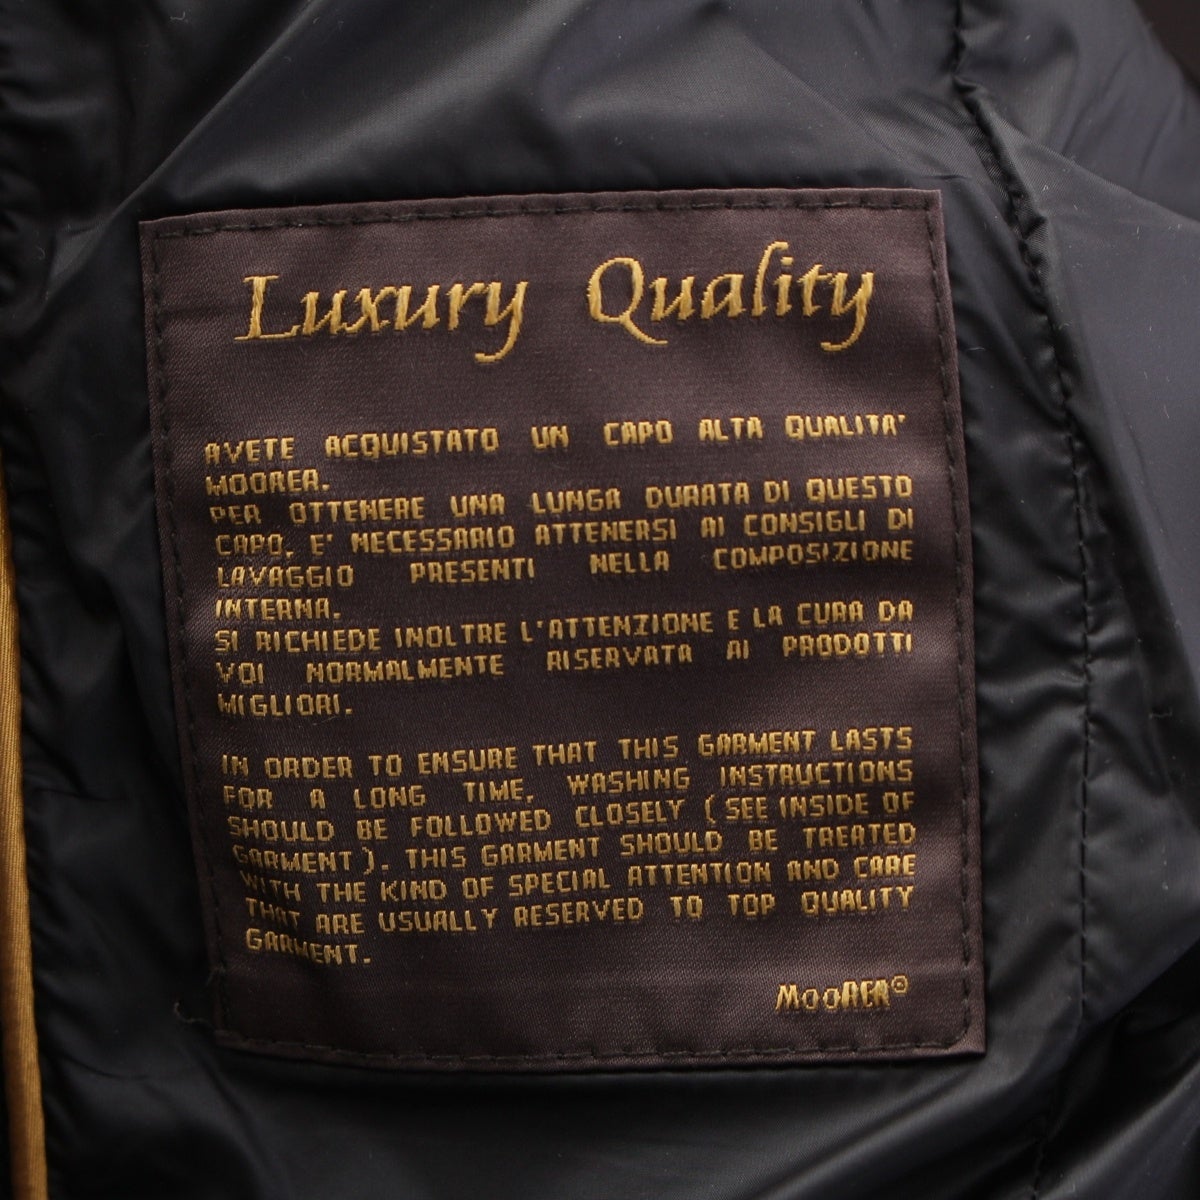 Luxury Quality
AVETE ACQUISTATO UN CAPO ALTA QUALITA'
MOORER.
PER OTTENERE UNA LUNGA DURATA DI QUESTO
CAPO, E' NECESSARIO ATTENERSI AI CONSIGLI DI
LAVAGGIO PRESENTI NELLA COMPOSIZIONE
INTERNA.
SI RICHIEDE INOLTRE L'ATTENZIONE E LA CURA DA
VOI NORMALMENTE RISERVATA AI PRODOTTI
MIGLIORI.
IN ORDER TO ENSURE THAT THIS GARMENT LASTS
FOR A LONG TIME, WASHING INSTRUCTIONS
SHOULD BE FOLLOWED CLOSELY (SEE INSIDE OF
GARMENT). THIS GARMENT SHOULD BE TREATED
WITH THE KIND OF SPECIAL ATTENTION AND CARE
THAT ARE USUALLY RESERVED TO TOP QUALITY
GARMENT.
MooRER©